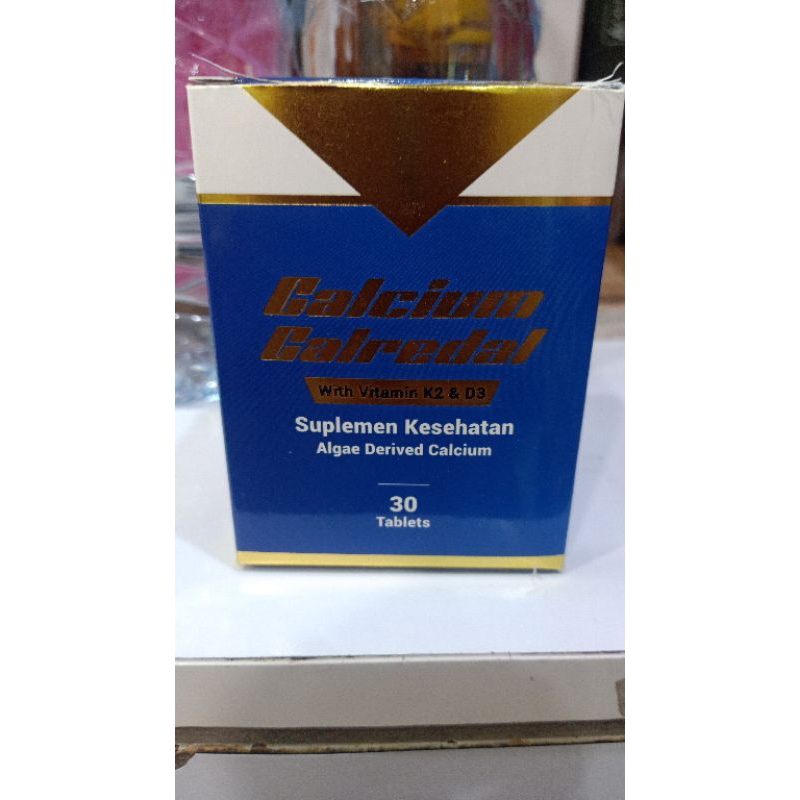 Calcium
Calredal
With Vitamin K2 & D3
Suplemen Kesehatan
Algae Derived Calcium
30
Tablets